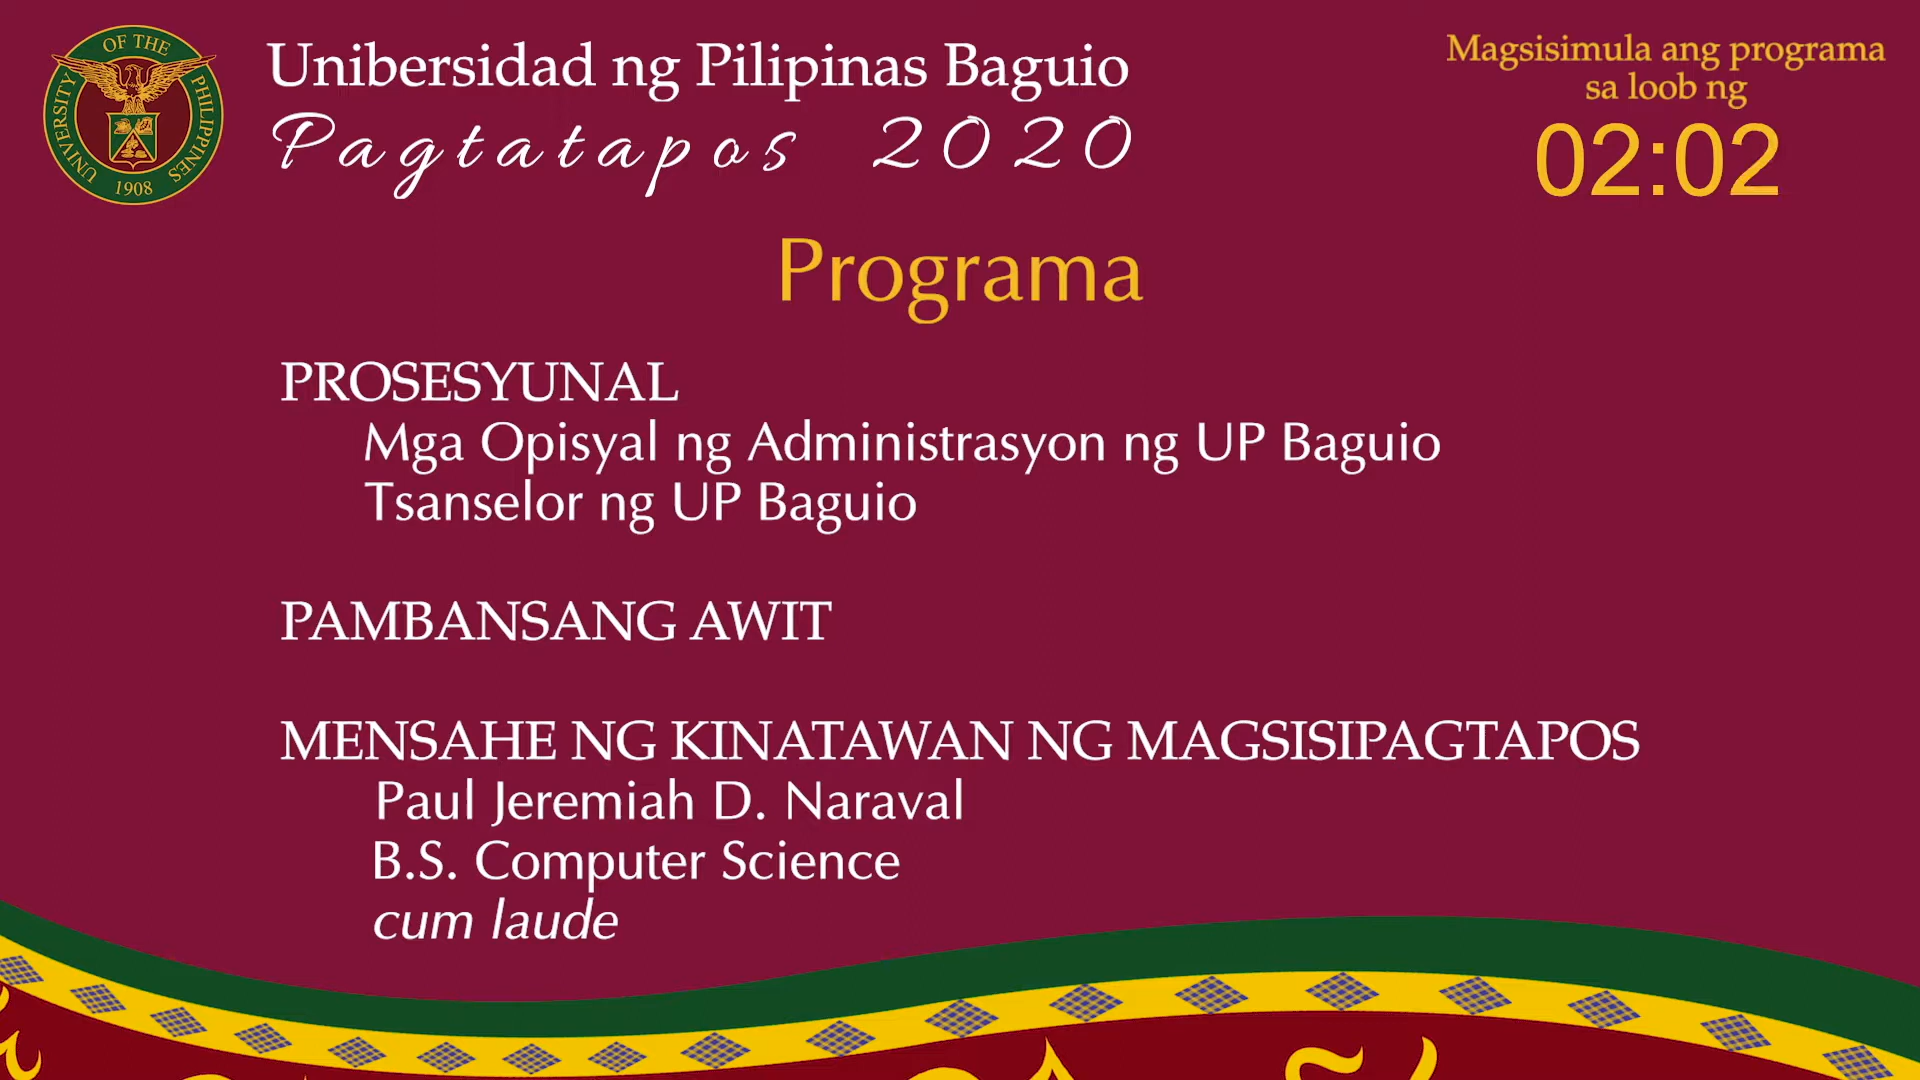 UNIVERSITY OF THE PHILIPPINES
1908
Unibersidad ng Pilipinas Baguio
Pagtatapos 2020
Magsisimula ang programa
sa loob ng
02:02
Programa
PROSESYUNAL
Mga Opisyal ng Administrasyon ng UP Baguio
Tsanselor ng UP Baguio
PAMBANSANG AWIT
MENSAHE NG KINATAWAN NG MAGSISIPAGTAPOS
Paul Jeremiah D. Naraval
B.S. Computer Science
cum laude